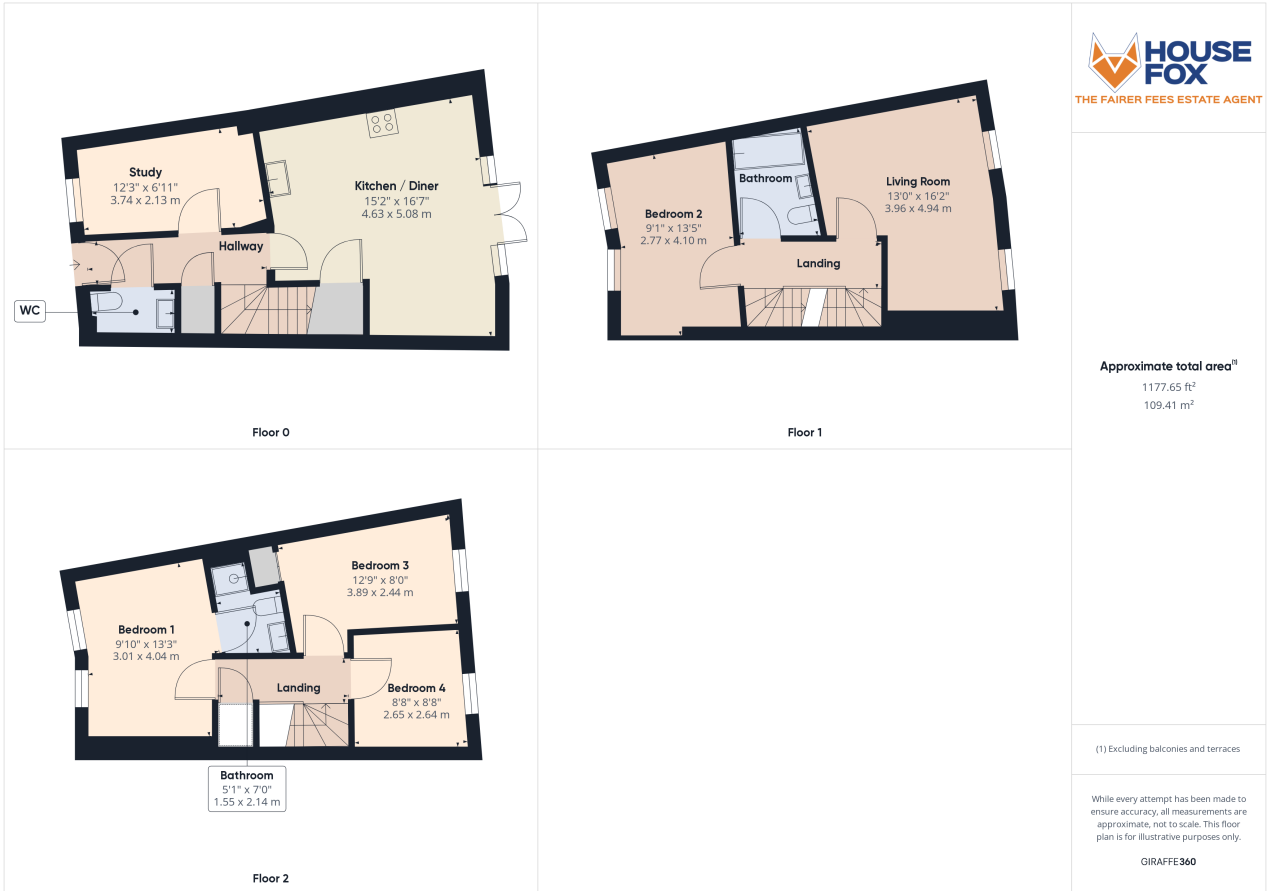 Study
12'3" x 6'11"
3.74 x 2.13 m
Kitchen / Diner
15'2" x 16'7"
4.63 x 5.08 m
Hallway
WC
Floor 0
Bathroom
Living Room
13'0" x 16'2"
3.96 x 4.94 m
Bedroom 2
9'1" x 13'5"
2.77 x 4.10 m
Landing
Floor 1
Bedroom 3
12'9" x 8'0"
3.89 x 2.44 m
Bedroom 1
9'10" x 13'3"
3.01 x 4.04 m
Landing
Bedroom 4
8'8" x 8'8"
2.65 x 2.64 m
Bathroom
5'1" x 7'0"
1.55 x 2.14 m
Floor 2
HOUSE
FOX
THE FAIRER FEES ESTATE AGENT
Approximate total area(1)
1177.65 ft²
109.41 m²
(1) Excluding balconies and terraces
While every attempt has been made to
ensure accuracy, all measurements are
approximate, not to scale. This floor
plan is for illustrative purposes only.
GIRAFFE360